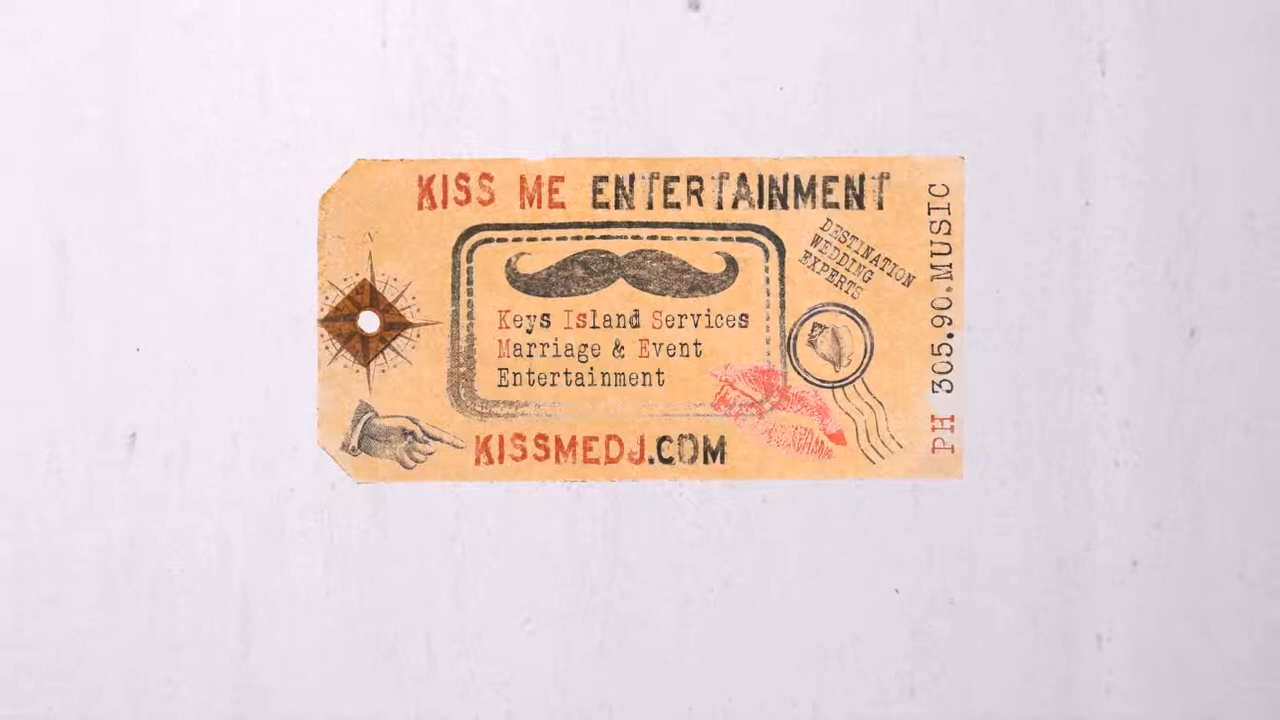 KISS ME ENTERTAINMENT
DESTINATION
WEDDING
EXPERTS
Keys Island Services
Marriage & Event
Entertainment
KISSMEDJ.COM
PH 305.90.MUSIC
N